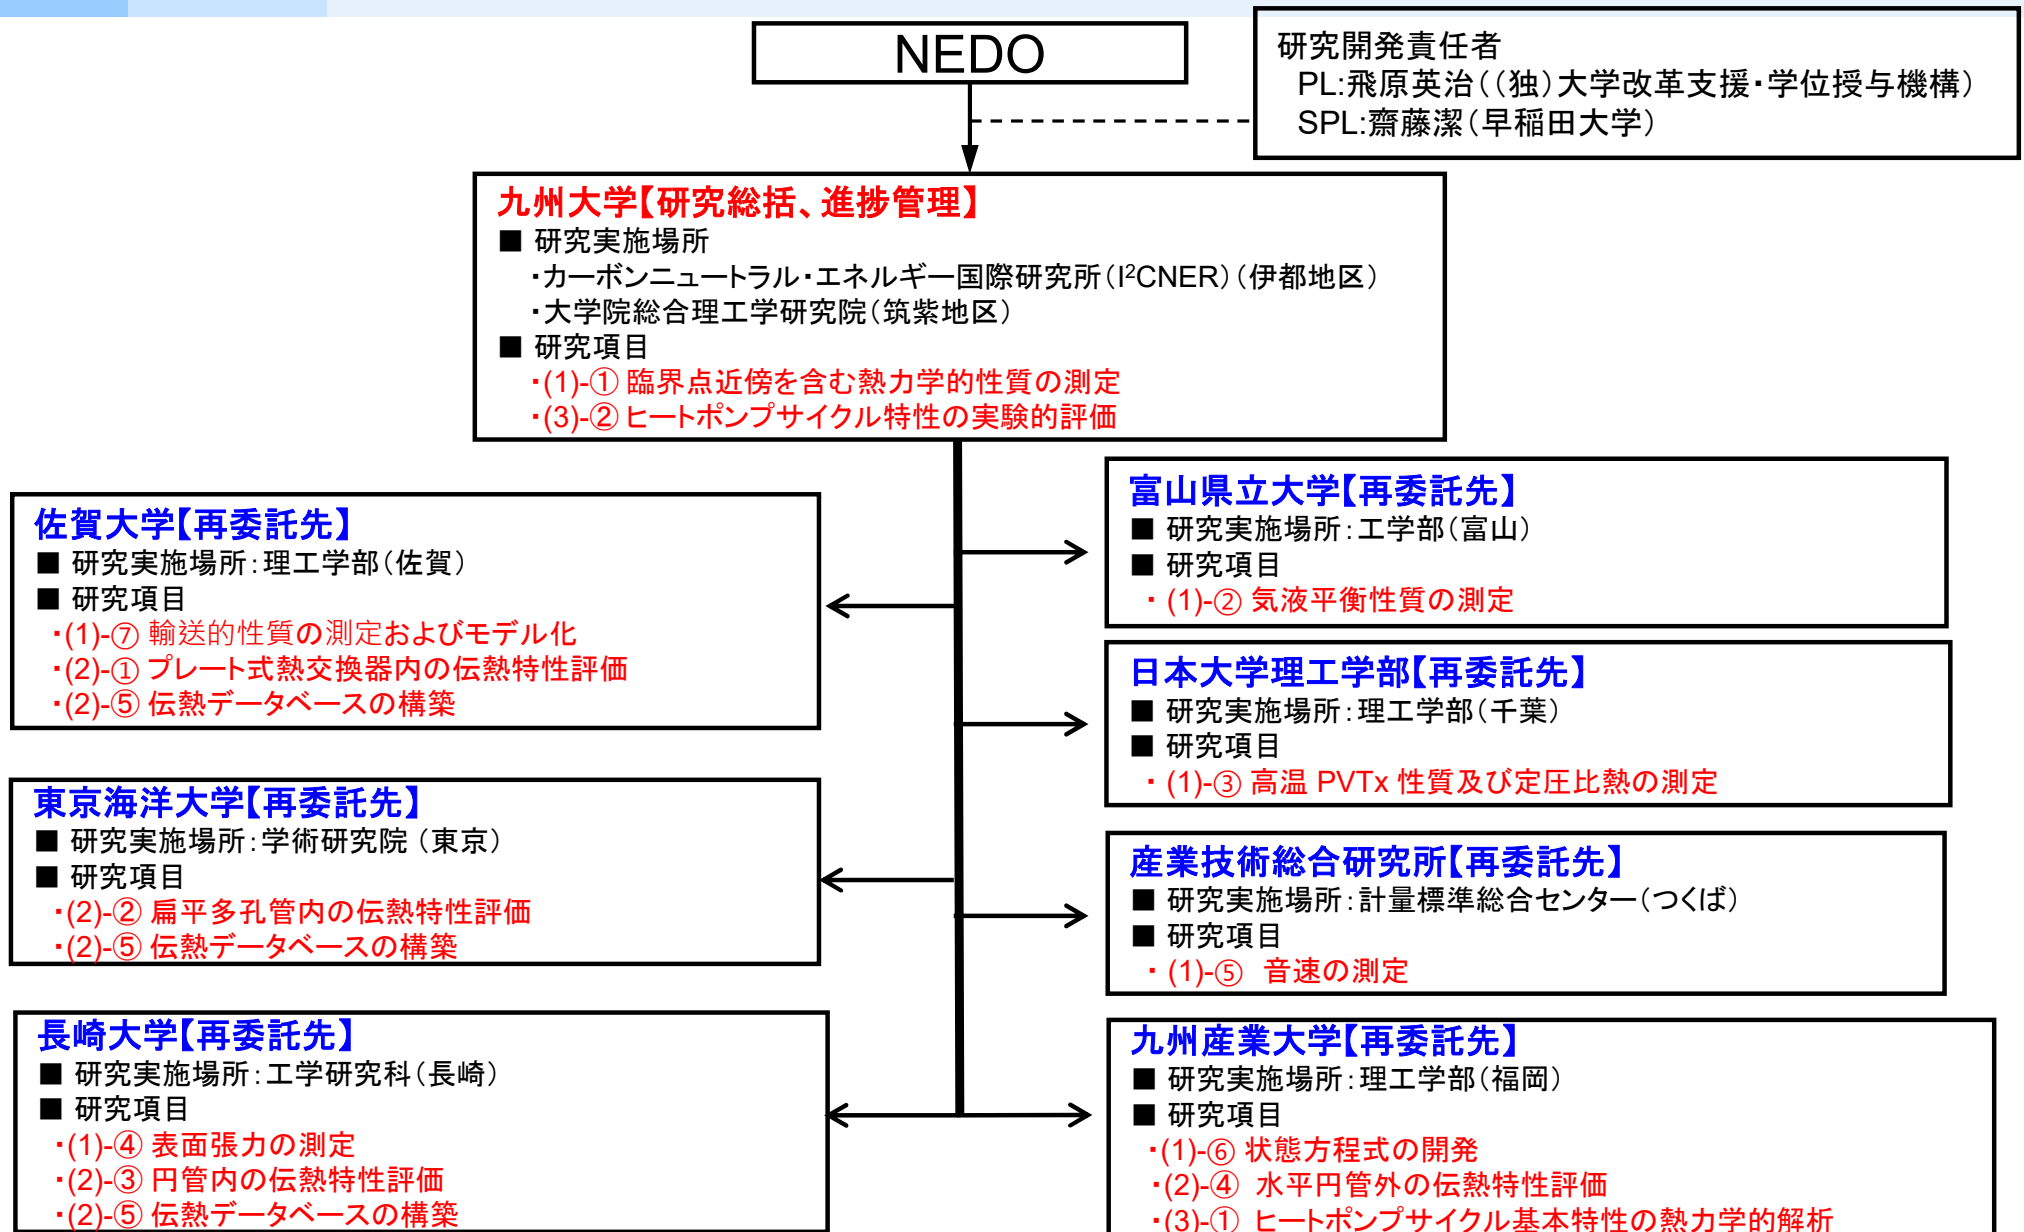 NEDO
研究開発責任者
PL:飛原英治((独)大学改革支援・学位授与機構)
SPL:齋藤潔(早稲田大学)
九州大学【研究総括、進捗管理】
■ 研究実施場所
・カーボンニュートラル・エネルギー国際研究所(I²CNER)(伊都地区)
・大学院総合理工学研究院(筑紫地区)
■ 研究項目
・(1)-① 臨界点近傍を含む熱力学的性質の測定
・(3)-② ヒートポンプサイクル特性の実験的評価
佐賀大学【再委託先】
■ 研究実施場所:理工学部(佐賀)
■ 研究項目
・(1)-⑦ 輸送的性質の測定およびモデル化
・(2)-① プレート式熱交換器内の伝熱特性評価
・(2)-⑤ 伝熱データベースの構築
東京海洋大学【再委託先】
■ 研究実施場所:学術研究院 (東京)
■ 研究項目
・(2)-② 扁平多孔管内の伝熱特性評価
・(2)-⑤ 伝熱データベースの構築
長崎大学【再委託先】
■ 研究実施場所:工学研究科(長崎)
■ 研究項目
・(1)-④ 表面張力の測定
・(2)-③ 円管内の伝熱特性評価
・(2)-⑤ 伝熱データベースの構築
富山県立大学【再委託先】
■ 研究実施場所:工学部(富山)
■ 研究項目
・(1)-② 気液平衡性質の測定
日本大学理工学部【再委託先】
■ 研究実施場所:理工学部(千葉)
■ 研究項目
・(1)-③ 高温 PVTx 性質及び定圧比熱の測定
産業技術総合研究所【再委託先】
■ 研究実施場所:計量標準総合センター(つくば)
■ 研究項目
・(1)-⑤ 音速の測定
九州産業大学【再委託先】
■ 研究実施場所:理工学部(福岡)
■ 研究項目
・(1)-⑥ 状態方程式の開発
・(2)-④ 水平円管外の伝熱特性評価
・(3)-① ヒートポンプサイクル基本特性の熱力学的解析